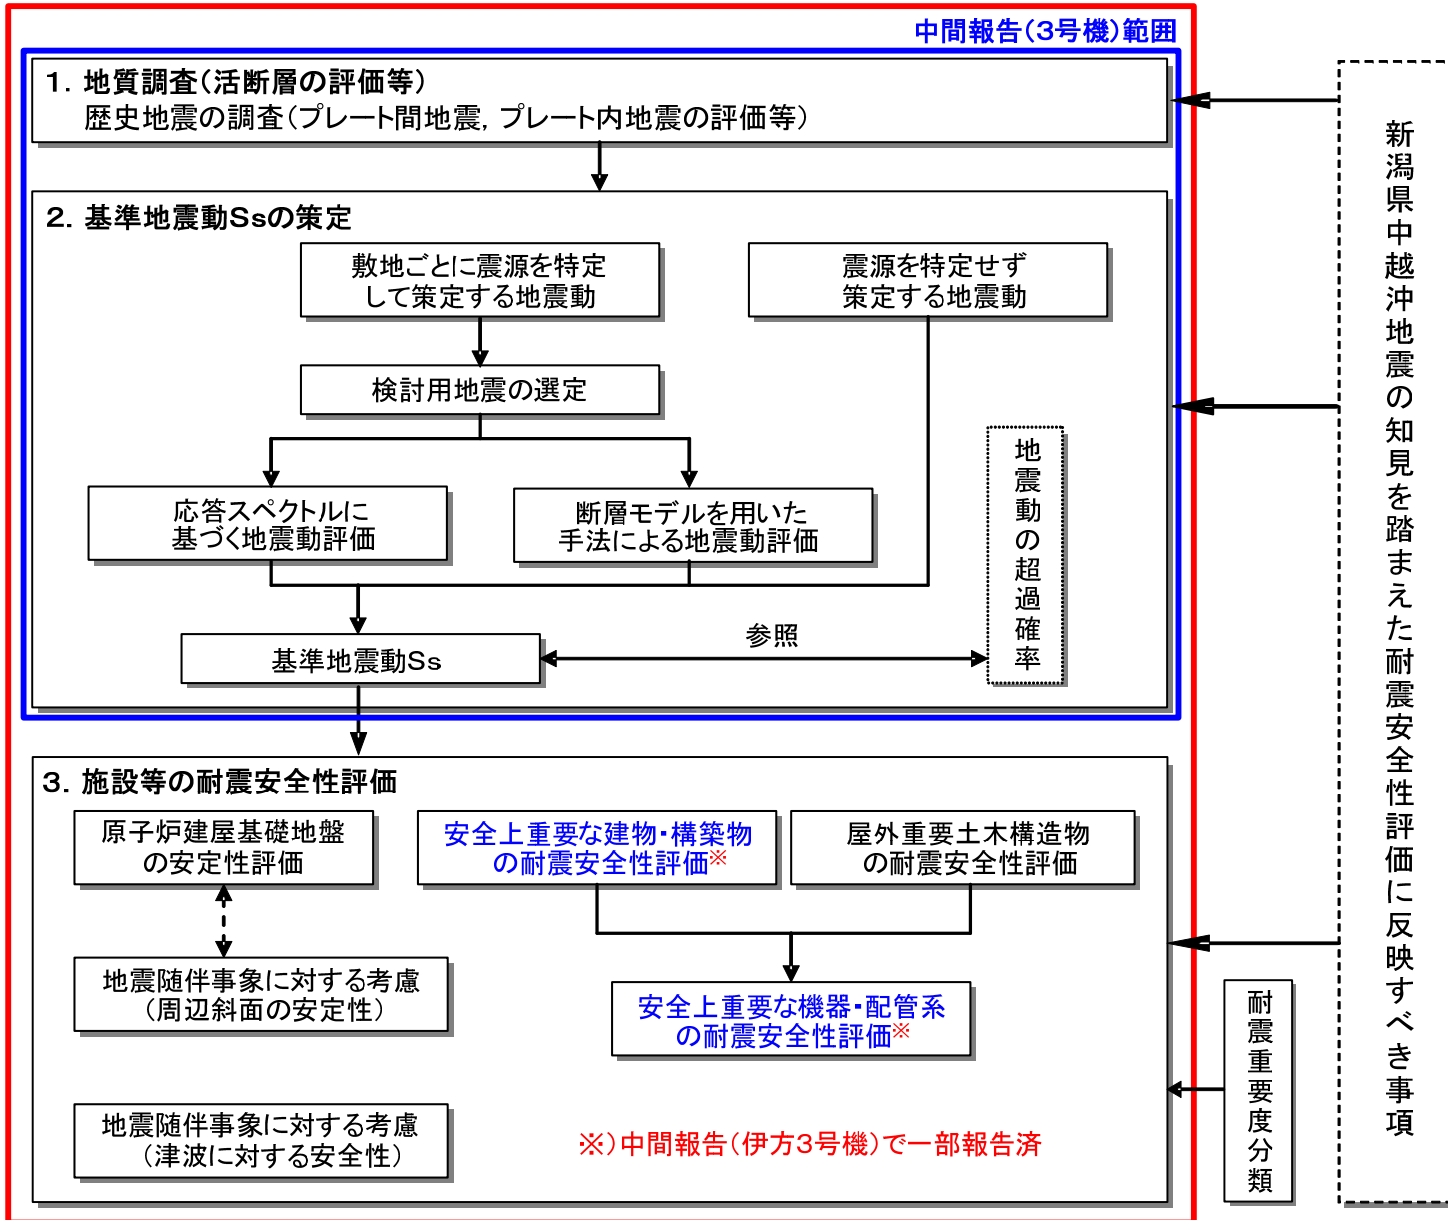 中間報告(3号機)範囲
1. 地質調査(活断層の評価等)
歴史地震の調査(プレート間地震, プレート内地震の評価等)
2. 基準地震動Ssの策定
敷地ごとに震源を特定
して策定する地震動
震源を特定せず
策定する地震動
検討用地震の選定
応答スペクトルに
基づく地震動評価
断層モデルを用いた
手法による地震動評価
地震動の超過確率
基準地震動Ss
参照
3. 施設等の耐震安全性評価
原子炉建屋基礎地盤
の安定性評価
安全上重要な建物・構築物
の耐震安全性評価※
屋外重要土木構造物
の耐震安全性評価
地震随伴事象に対する考慮
(周辺斜面の安定性)
安全上重要な機器・配管系
の耐震安全性評価※
地震随伴事象に対する考慮
(津波に対する安全性)
※)中間報告(伊方3号機)で一部報告済
耐震重要度分類
新潟県中越沖地震の知見を踏まえた耐震安全性評価に反映すべき事項